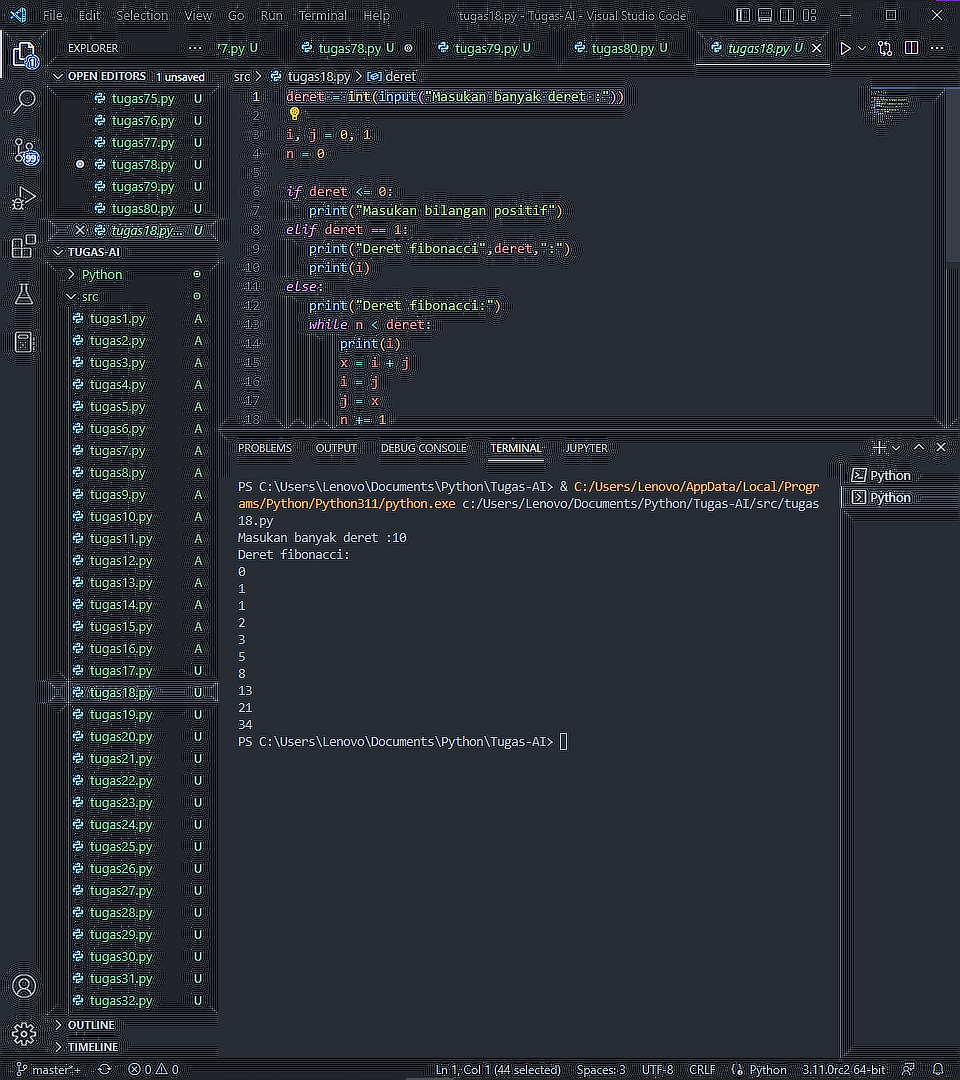 File Edit Selection View Go Run Terminal Help tugas18.py - Tugas-AI - Visual Studio Code
EXPLORER
OPEN EDITORS 1 unsaved
tugas75.py U
tugas76.py U
tugas77.py U
tugas78.py U
tugas79.py U
tugas80.py U
tugas18.py... U
TUGAS-AI
Python
src
tugas1.py A
tugas2.py A
tugas3.py A
tugas4.py A
tugas5.py A
tugas6.py A
tugas7.py A
tugas8.py A
tugas9.py A
tugas10.py A
tugas11.py A
tugas12.py A
tugas13.py A
tugas14.py A
tugas15.py A
tugas16.py A
tugas17.py U
tugas18.py U
tugas19.py U
tugas20.py U
tugas21.py U
tugas22.py U
tugas23.py U
tugas24.py U
tugas25.py U
tugas26.py U
tugas27.py U
tugas28.py U
tugas29.py U
tugas30.py U
tugas31.py U
tugas32.py U
OUTLINE
TIMELINE
1
99
77.py U tugas78.py U tugas79.py U tugas80.py U tugas18.py U
src > tugas18.py > deret
1 deret = int(input("Masukan banyak deret :"))
2
3 i, j = 0, 1
4 n = 0
5
6 if deret <= 0:
7 print("Masukan bilangan positif")
8 elif deret == 1:
9 print("Deret fibonacci",deret,":")
10 print(i)
11 else:
12 print("Deret fibonacci:")
13 while n < deret:
14 print(i)
15 x = i + j
16 i = j
17 j = x
18 n += 1
PROBLEMS OUTPUT DEBUG CONSOLE TERMINAL JUPYTER
Python
Python
PS C:\Users\Lenovo\Documents\Python\Tugas-AI> & C:/Users/Lenovo/AppData/Local/Progr
ams/Python/Python311/python.exe c:/Users/Lenovo/Documents/Python/Tugas-AI/src/tugas
18.py
Masukan banyak deret :10
Deret fibonacci:
0
1
1
2
3
5
8
13
21
34
PS C:\Users\Lenovo\Documents\Python\Tugas-AI>
master*+ 0 0 Ln 1, Col 1 (44 selected) Spaces: 3 UTF-8 CRLF Python 3.11.0rc2 64-bit